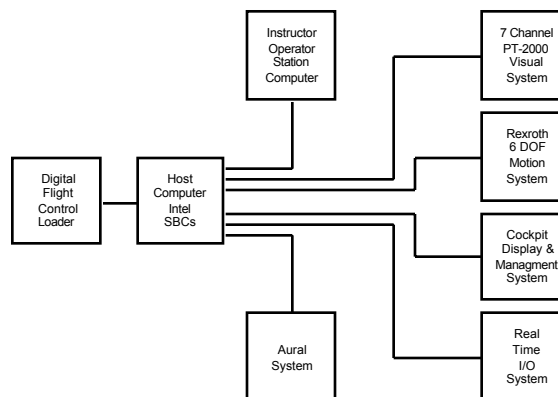 Instructor
Operator
Station
Computer
7 Channel
PT-2000
Visual
System
Rexroth
6 DOF
Motion
System
Digital
Flight
Control
Loader
Host
Computer
Intel
SBCs
Cockpit
Display &
Managment
System
Aural
System
Real
Time
I/O
System